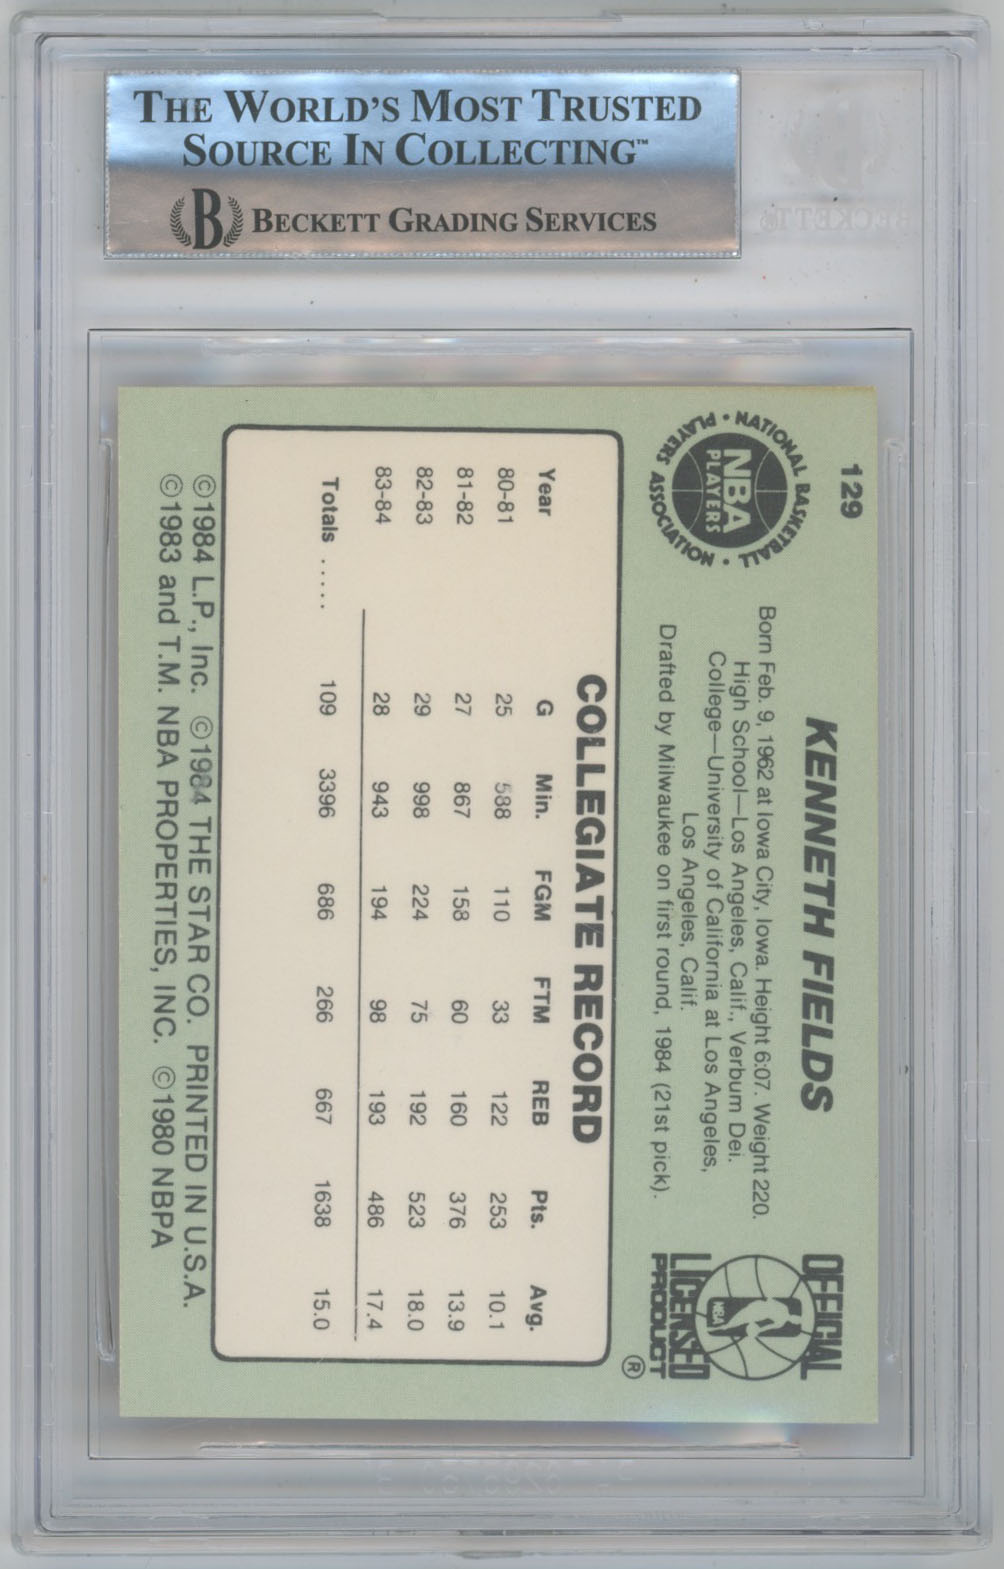 THE WORLD'S MOST TRUSTED
SOURCE IN COLLECTING™
B BECKETT GRADING SERVICES
129
NATIONAL BASKETBALL PLAYERS ASSOCIATION
NBA
PLAYERS
KENNETH FIELDS
Born Feb. 9, 1962 at Iowa City, Iowa. Height 6:07. Weight 220.
High School—Los Angeles, Calif., Verbum Dei.
College—University of California at Los Angeles,
Los Angeles, Calif.
Drafted by Milwaukee on first round, 1984 (21st pick).
OFFICIAL
NBA
LICENSED
PRODUCT
®
COLLEGIATE RECORD
Year G Min. FGM FTM REB Pts. Avg.
80-81 25 588 110 33 122 253 10.1
81-82 27 867 158 60 160 376 13.9
82-83 29 998 224 75 192 523 18.0
83-84 28 943 194 98 193 486 17.4
Totals ..... 109 3396 686 266 667 1638 15.0
©1984 L.P., Inc. ©1984 THE STAR CO. PRINTED IN U.S.A.
©1983 and T.M. NBA PROPERTIES, INC. ©1980 NBPA